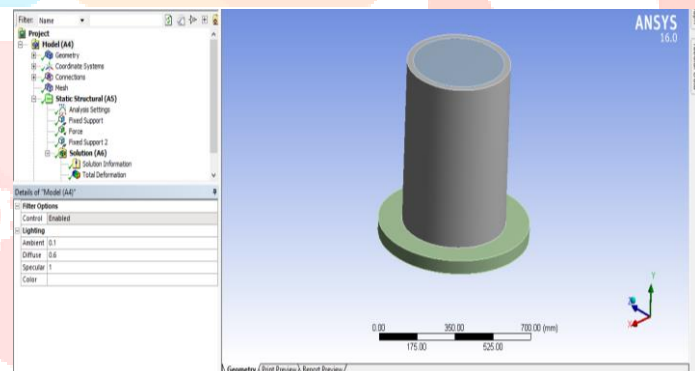 Filter: Name
Project
Model (A4)
Geometry
Coordinate Systems
Connections
Mesh
Static Structural (A5)
Analysis Settings
Fixed Support
Force
Fixed Support 2
Solution (A6)
Solution Information
Total Deformation
Details of "Model (A4)"
Filter Options
Control Enabled
Lighting
Ambient 0.1
Diffuse 0.6
Specular 1
Color
ANSYS
16.0
Y
X
0.00 350.00 700.00 (mm)
175.00 525.00
Geometry Print Preview Report Preview